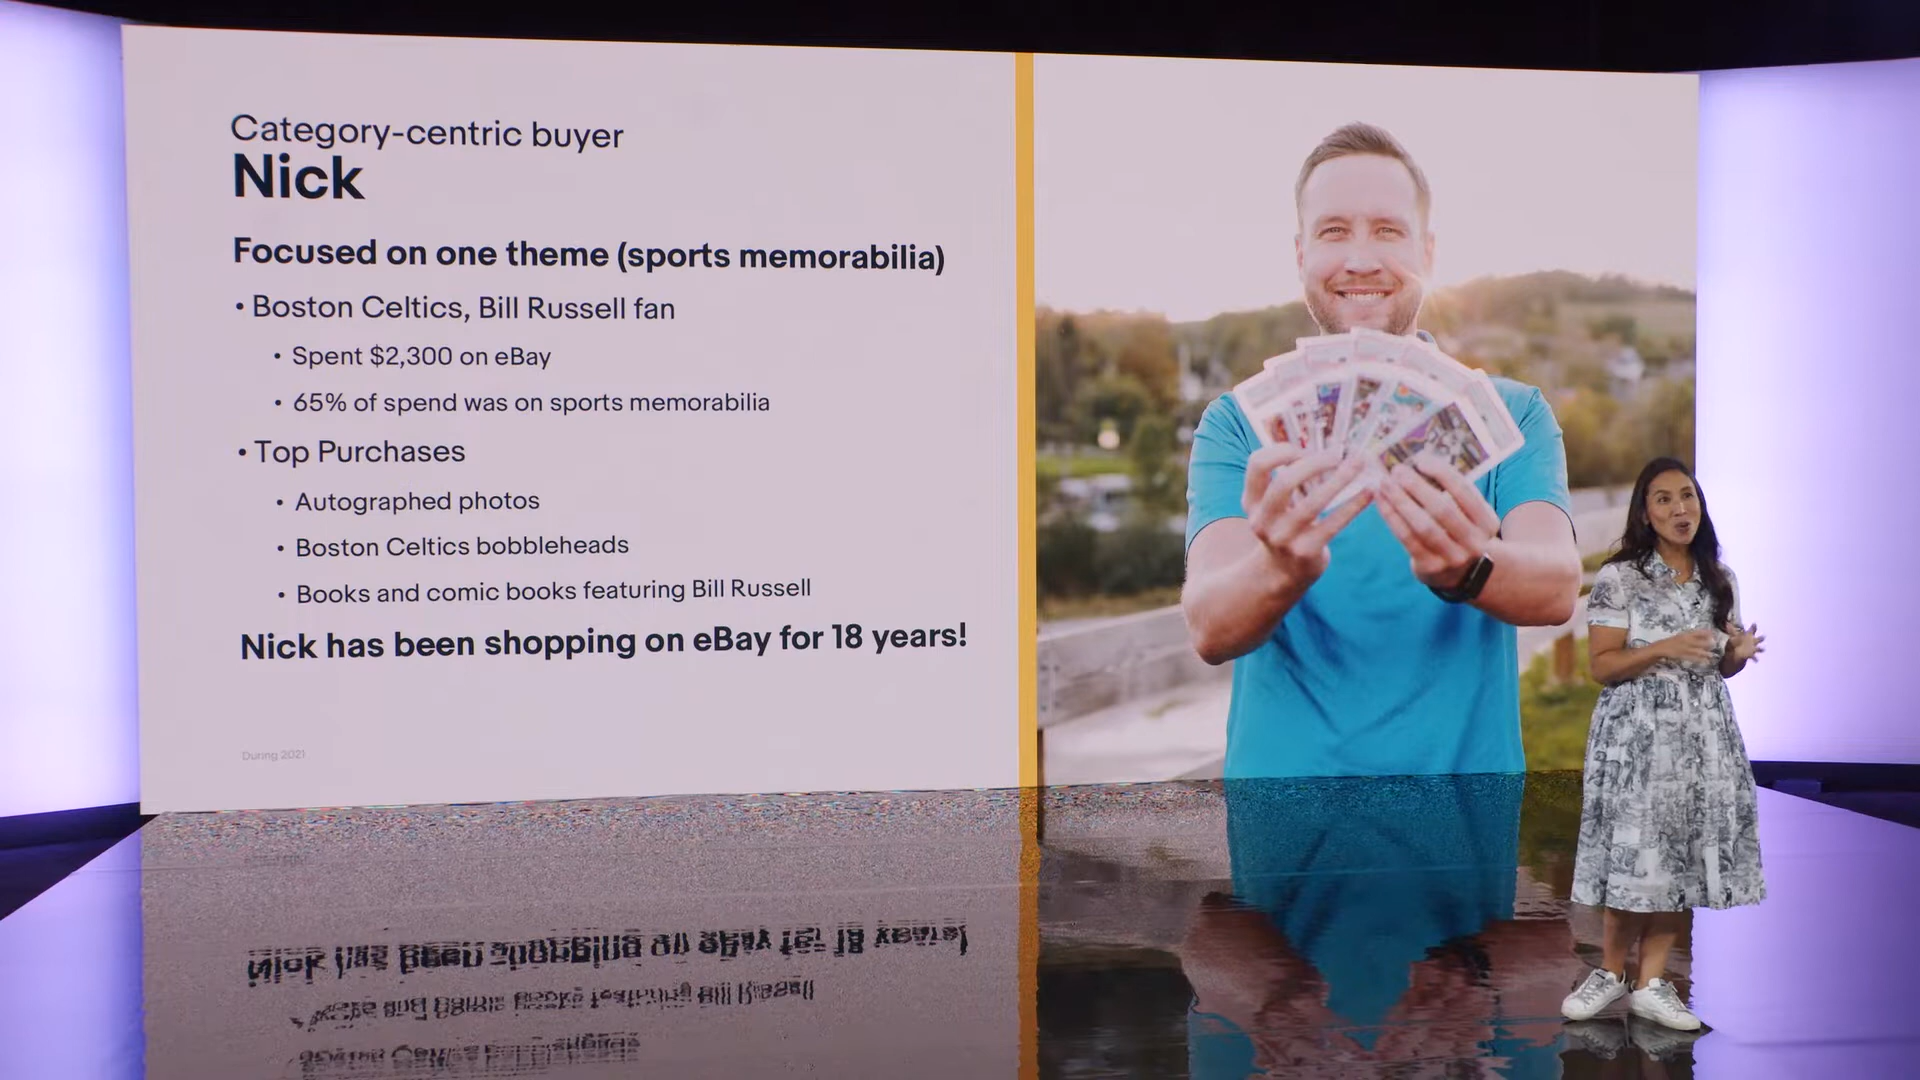 Category-centric buyer
Nick
Focused on one theme (sports memorabilia)
• Boston Celtics, Bill Russell fan
• Spent $2,300 on eBay
• 65% of spend was on sports memorabilia
• Top Purchases
• Autographed photos
• Boston Celtics bobbleheads
• Books and comic books featuring Bill Russell
Nick has been shopping on eBay for 18 years!
During 2021